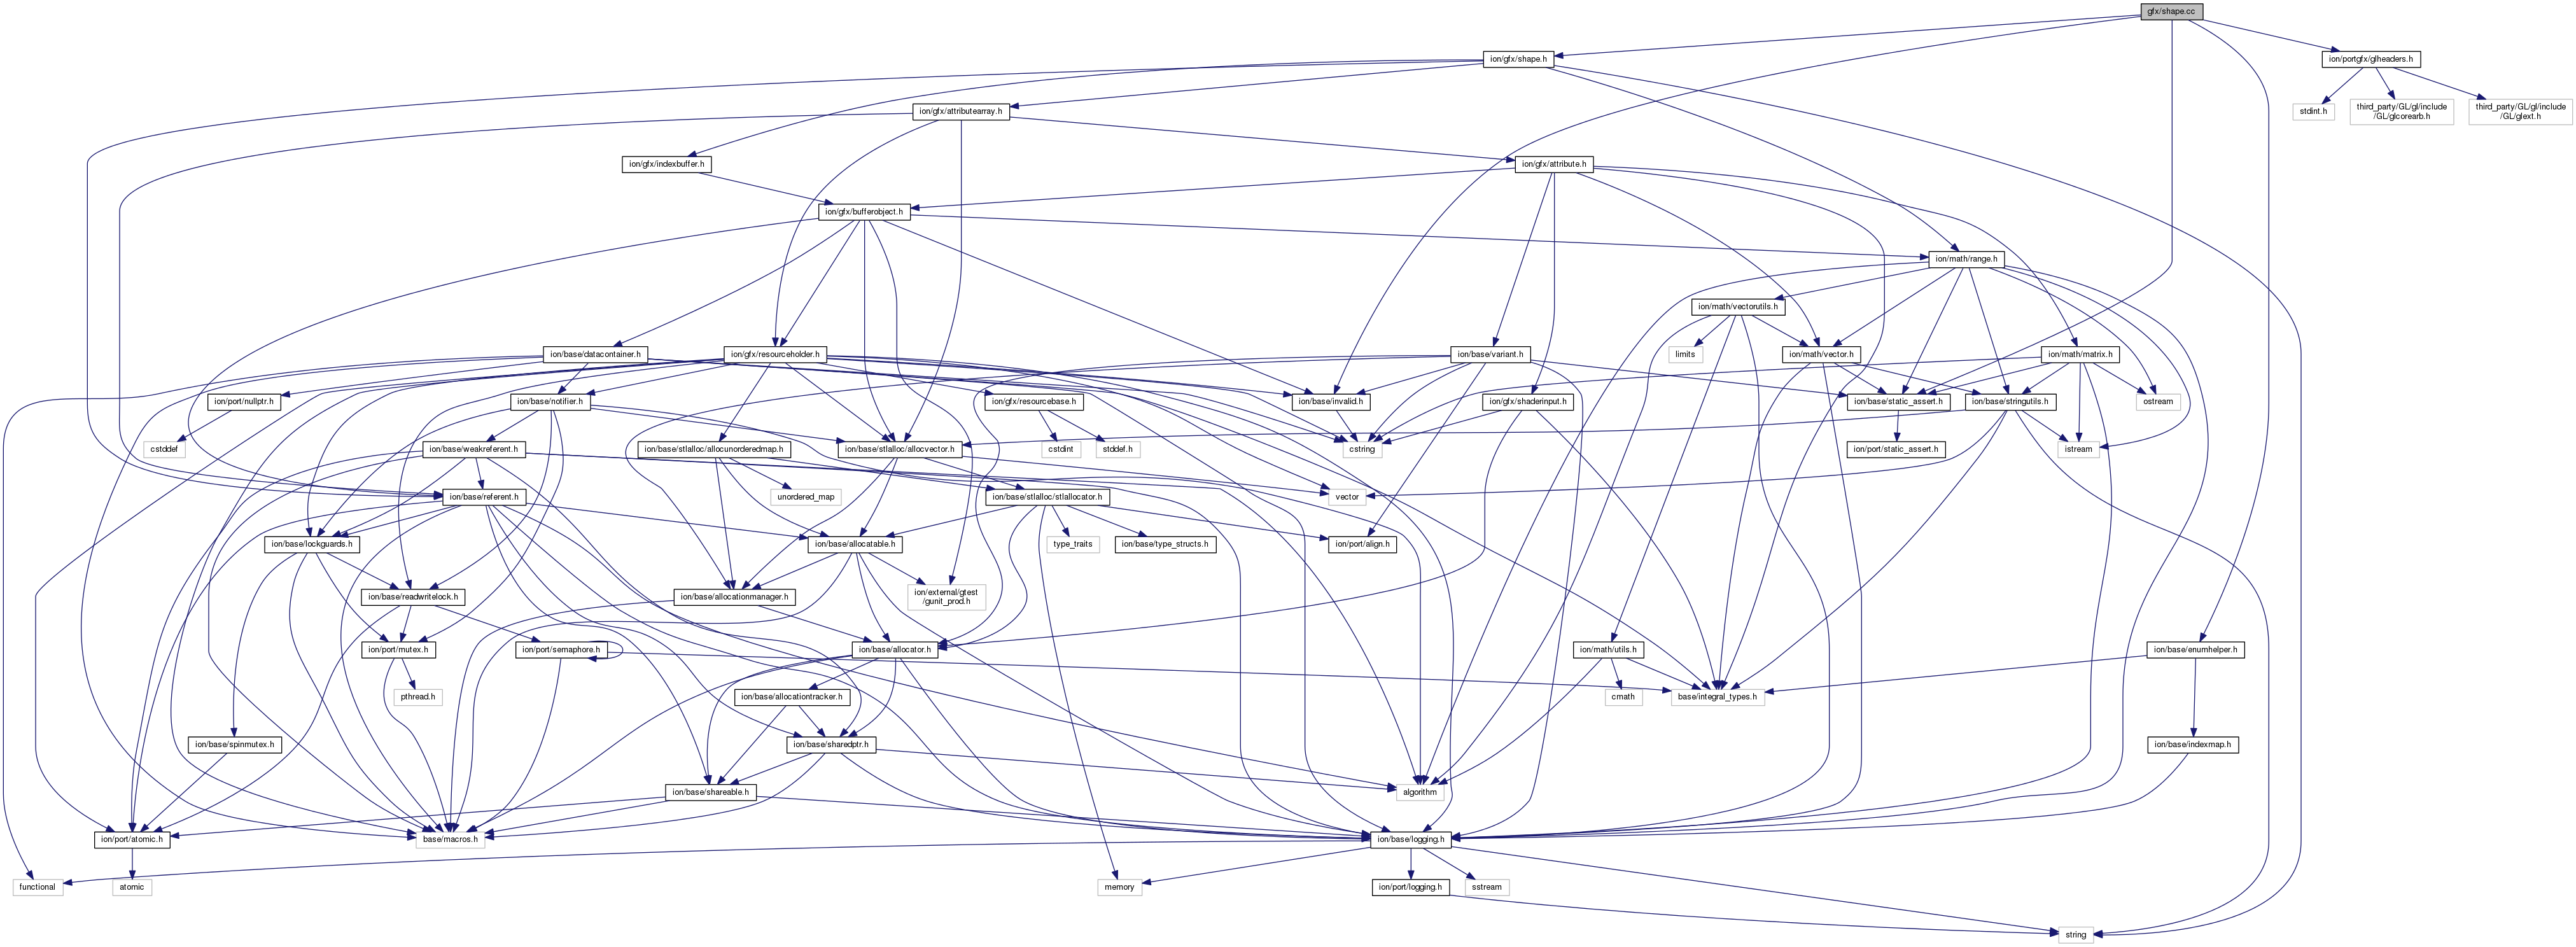 gfx/shape.cc
ion/gfx/shape.h
ion/portgfx/glheaders.h
ion/gfx/attributearray.h
stdint.h
third_party/GL/gl/include
/GL/glcorearb.h
third_party/GL/gl/include
/GL/glext.h
ion/gfx/indexbuffer.h
ion/gfx/attribute.h
ion/gfx/bufferobject.h
ion/math/range.h
ion/math/vectorutils.h
ion/base/datacontainer.h
ion/gfx/resourceholder.h
ion/base/variant.h
limits
ion/math/vector.h
ion/math/matrix.h
ion/port/nullptr.h
ion/base/notifier.h
ion/gfx/resourcebase.h
ion/base/invalid.h
ion/gfx/shaderinput.h
ion/base/static_assert.h
ion/base/stringutils.h
ostream
cstddef
ion/base/weakreferent.h
ion/base/stlalloc/allocunorderedmap.h
ion/base/stlalloc/allocvector.h
cstdint
stddef.h
cstring
ion/port/static_assert.h
istream
ion/base/referent.h
unordered_map
ion/base/stlalloc/stlallocator.h
vector
ion/base/lockguards.h
ion/base/allocatable.h
type_traits
ion/base/type_structs.h
ion/port/align.h
ion/base/readwritelock.h
ion/base/allocationmanager.h
ion/external/gtest
/gunit_prod.h
ion/port/mutex.h
ion/port/semaphore.h
ion/base/allocator.h
ion/math/utils.h
ion/base/enumhelper.h
pthread.h
ion/base/allocationtracker.h
cmath
base/integral_types.h
ion/base/spinmutex.h
ion/base/sharedptr.h
ion/base/indexmap.h
ion/base/shareable.h
algorithm
ion/port/atomic.h
base/macros.h
ion/base/logging.h
functional
atomic
memory
ion/port/logging.h
sstream
string